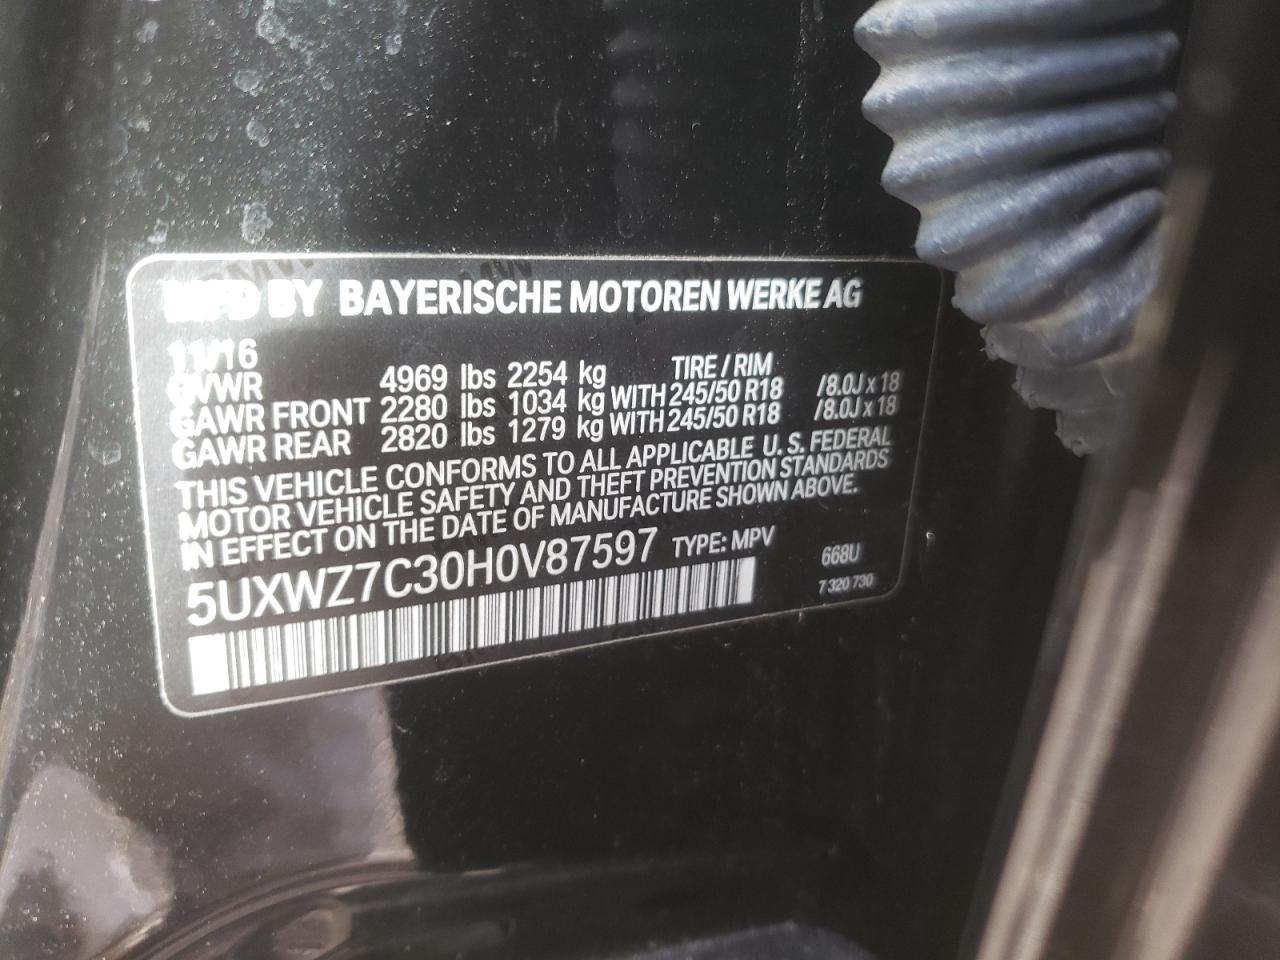 MFD BY BAYERISCHE MOTOREN WERKE AG
11/16
TIRE / RIM
GVWR 4969 lbs 2254 kg
GAWR FRONT 2280 lbs 1034 kg WITH 245/50 R18 /8.0J x 18
GAWR REAR 2820 lbs 1279 kg WITH 245/50 R18 /8.0J x 18
THIS VEHICLE CONFORMS TO ALL APPLICABLE U. S. FEDERAL
MOTOR VEHICLE SAFETY AND THEFT PREVENTION STANDARDS
IN EFFECT ON THE DATE OF MANUFACTURE SHOWN ABOVE.
5UXWZ7C30H0V87597 TYPE: MPV
668U
7 320 730